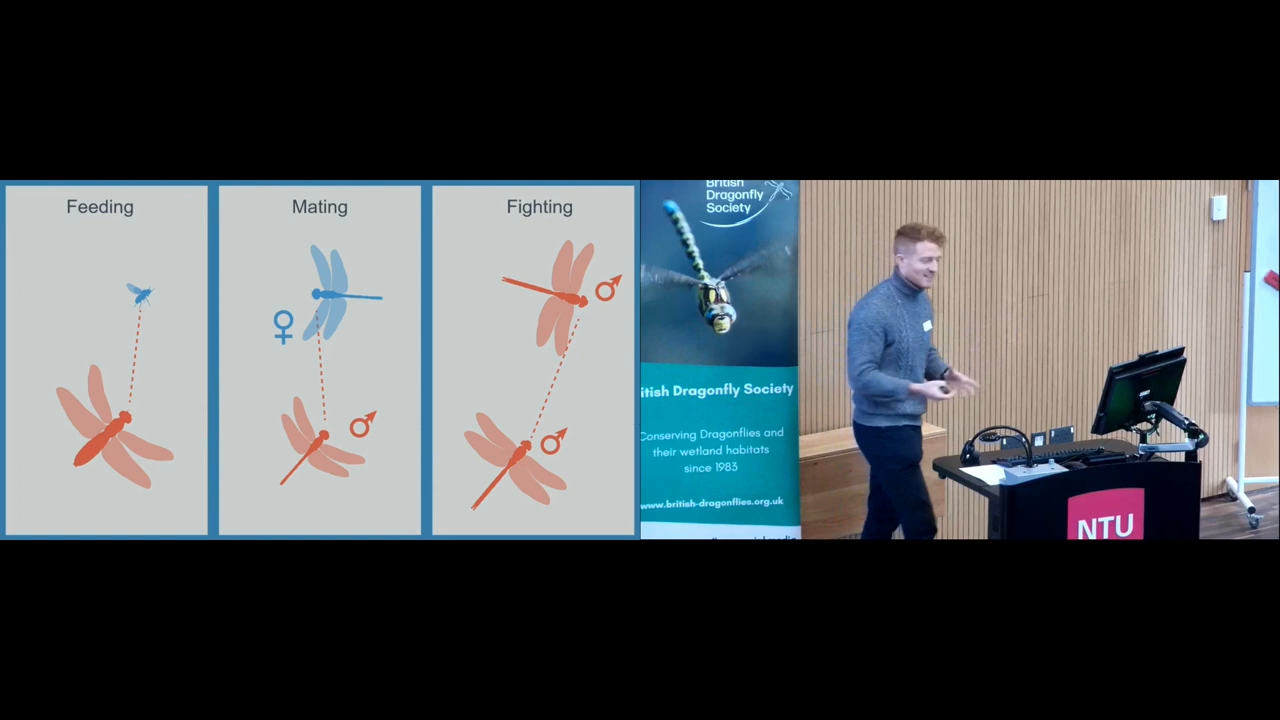 Feeding
Mating
Fighting
British
Dragonfly
Society
itish Dragonfly Society
Conserving Dragonflies and
their wetland habitats
since 1983
www.british-dragonflies.org.uk
NTU